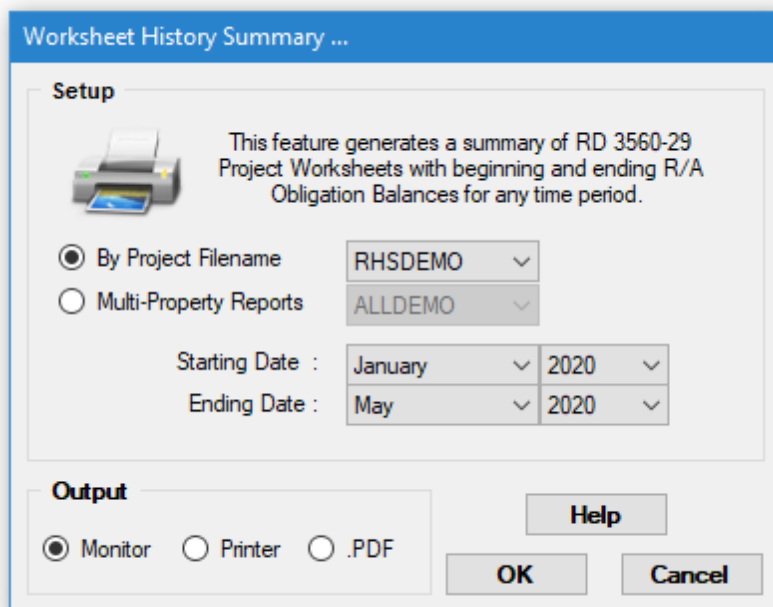 Worksheet History Summary ...
Setup
This feature generates a summary of RD 3560-29
Project Worksheets with beginning and ending R/A
Obligation Balances for any time period.
By Project Filename RHSDEMO
Multi-Property Reports ALLDEMO
Starting Date : January 2020
Ending Date : May 2020
Output
Monitor Printer .PDF
Help
OK Cancel